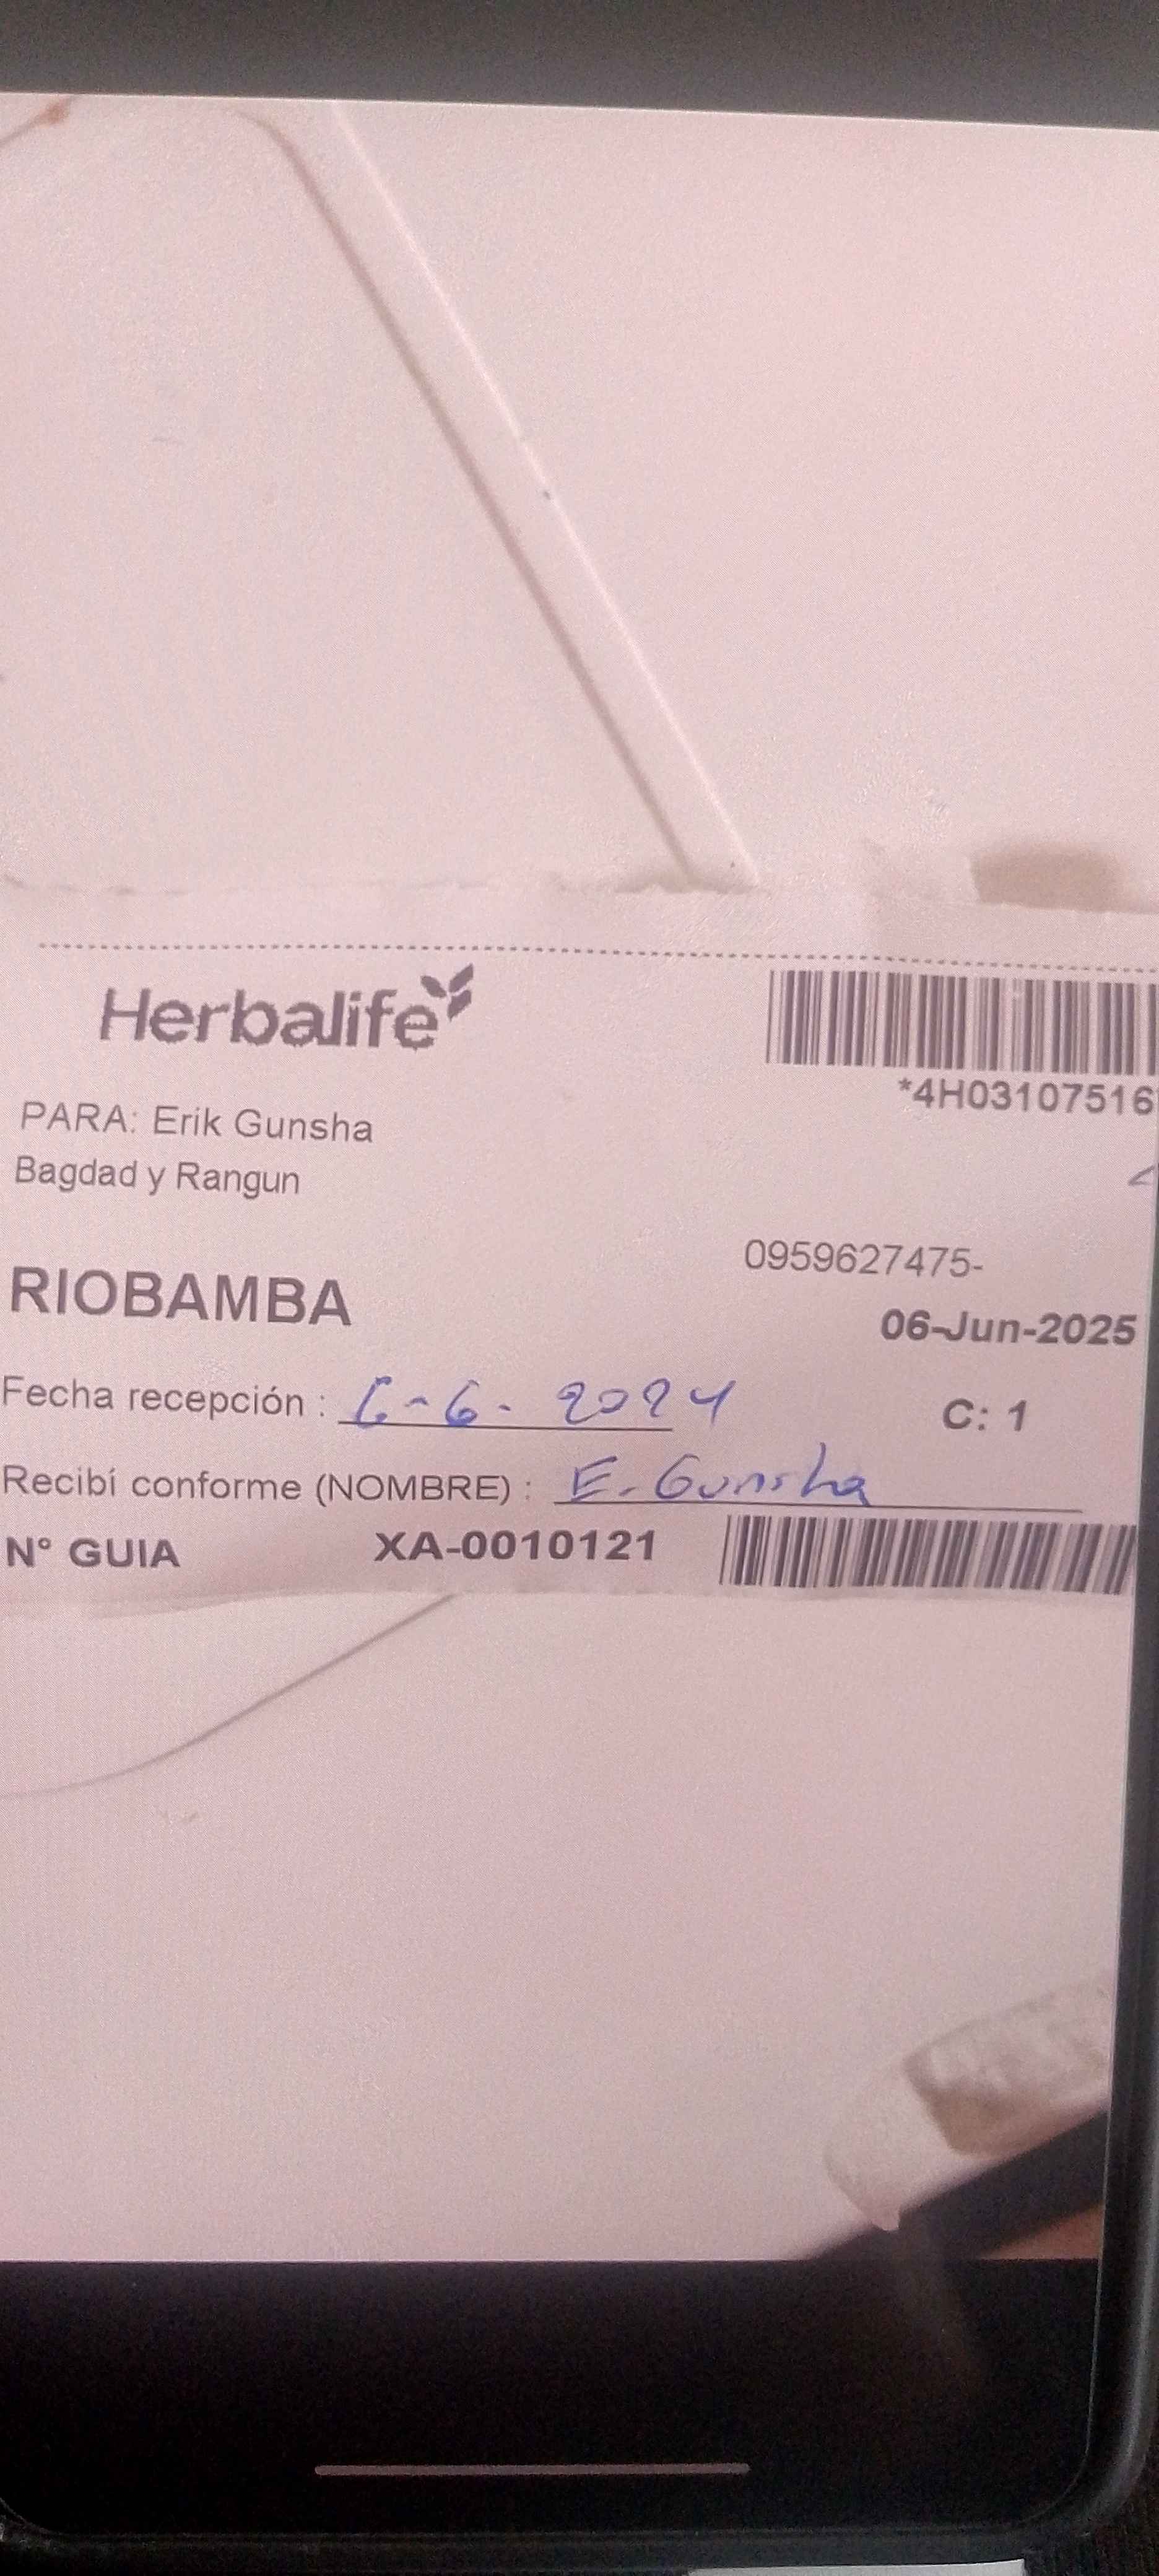 Herbalife
*4H03107516
PARA: Erik Gunsha
Bagdad y Rangun
0959627475-
RIOBAMBA
06-Jun-2025
Fecha recepción : 6-6-2024
C: 1
Recibí conforme (NOMBRE) : E. Gunsha
N° GUIA XA-0010121